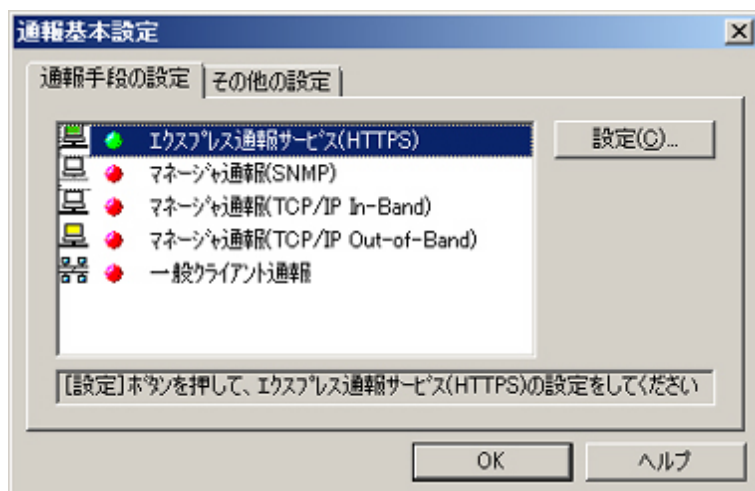 通報基本設定
通報手段の設定 その他の設定
ｴｸｽﾌﾟﾚｽ通報ｻｰﾋﾞｽ(HTTPS)
設定(C)...
ﾏﾈｰｼﾞｬ通報(SNMP)
ﾏﾈｰｼﾞｬ通報(TCP/IP In-Band)
ﾏﾈｰｼﾞｬ通報(TCP/IP Out-of-Band)
一般ｸﾗｲｱﾝﾄ通報
[設定]ﾎﾞﾀﾝを押して、ｴｸｽﾌﾟﾚｽ通報ｻｰﾋﾞｽ(HTTPS)の設定をしてください
OK ヘルプ